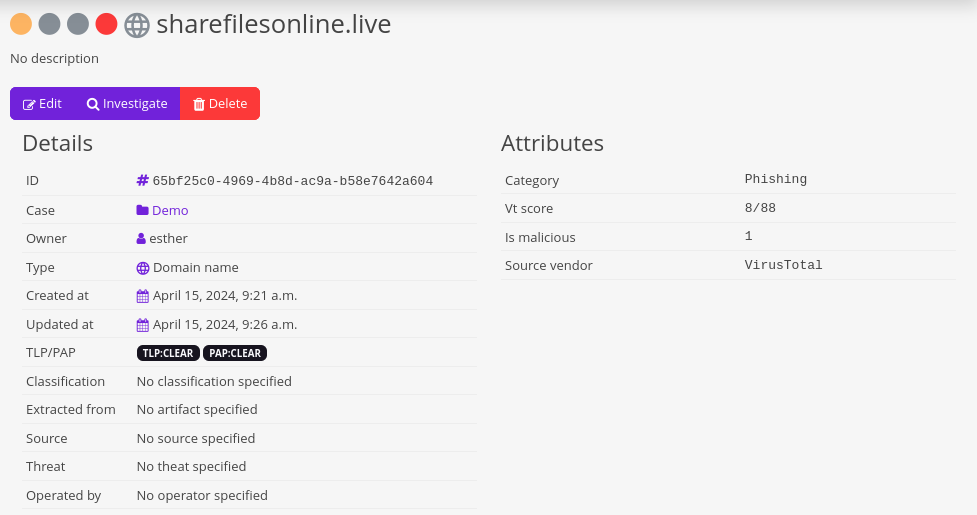 sharefilesonline.live
No description
Edit Investigate Delete
Details
ID # 65bf25c0-4969-4b8d-ac9a-b58e7642a604
Case Demo
Owner esther
Type Domain name
Created at April 15, 2024, 9:21 a.m.
Updated at April 15, 2024, 9:26 a.m.
TLP/PAP TLP:CLEAR PAP:CLEAR
Classification No classification specified
Extracted from No artifact specified
Source No source specified
Threat No theat specified
Operated by No operator specified
Attributes
Category Phishing
Vt score 8/88
Is malicious 1
Source vendor VirusTotal